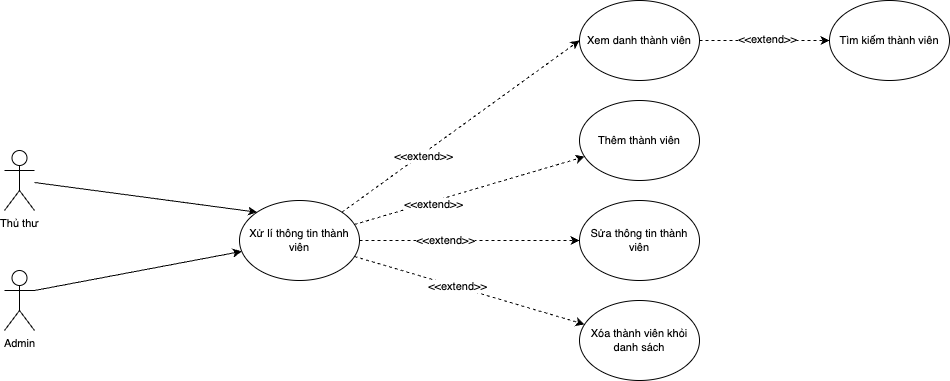 Xem danh thành viên
<<extend>>
Tìm kiếm thành viên
Thêm thành viên
<<extend>>
<<extend>>
Thủ thư
Xử lí thông tin thành
viên
<<extend>>
Sửa thông tin thành
viên
<<extend>>
Admin
Xóa thành viên khỏi
danh sách